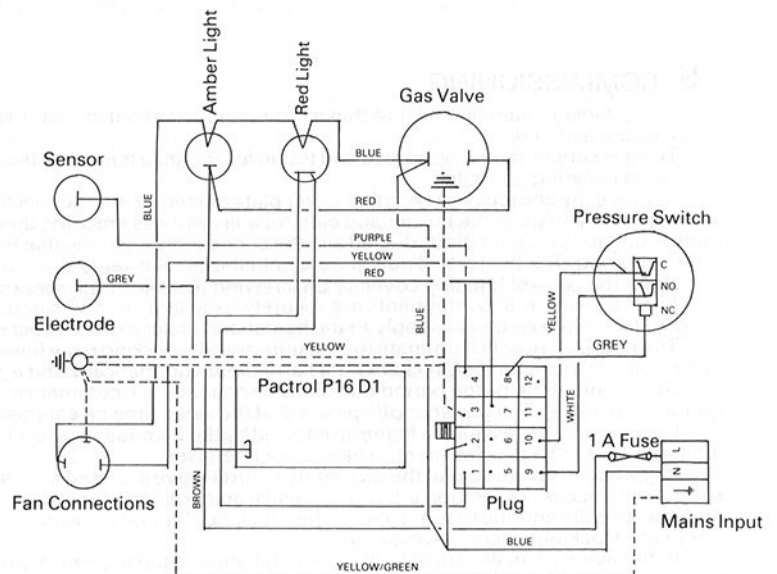 Amber Light
Red Light
Gas Valve
Sensor
BLUE
BLUE
RED
Pressure Switch
PURPLE
YELLOW
RED
GREY
C
NO.
NC
Electrode
BLUE
YELLOW
GREY
YELLOW
Pactrol P16 D1
4
8
3
7
11
12
2
6
10
1
5
9
WHITE
1 A Fuse
L
N
BROWN
Fan Connections
Plug
BLUE
Mains Input
YELLOW/GREEN